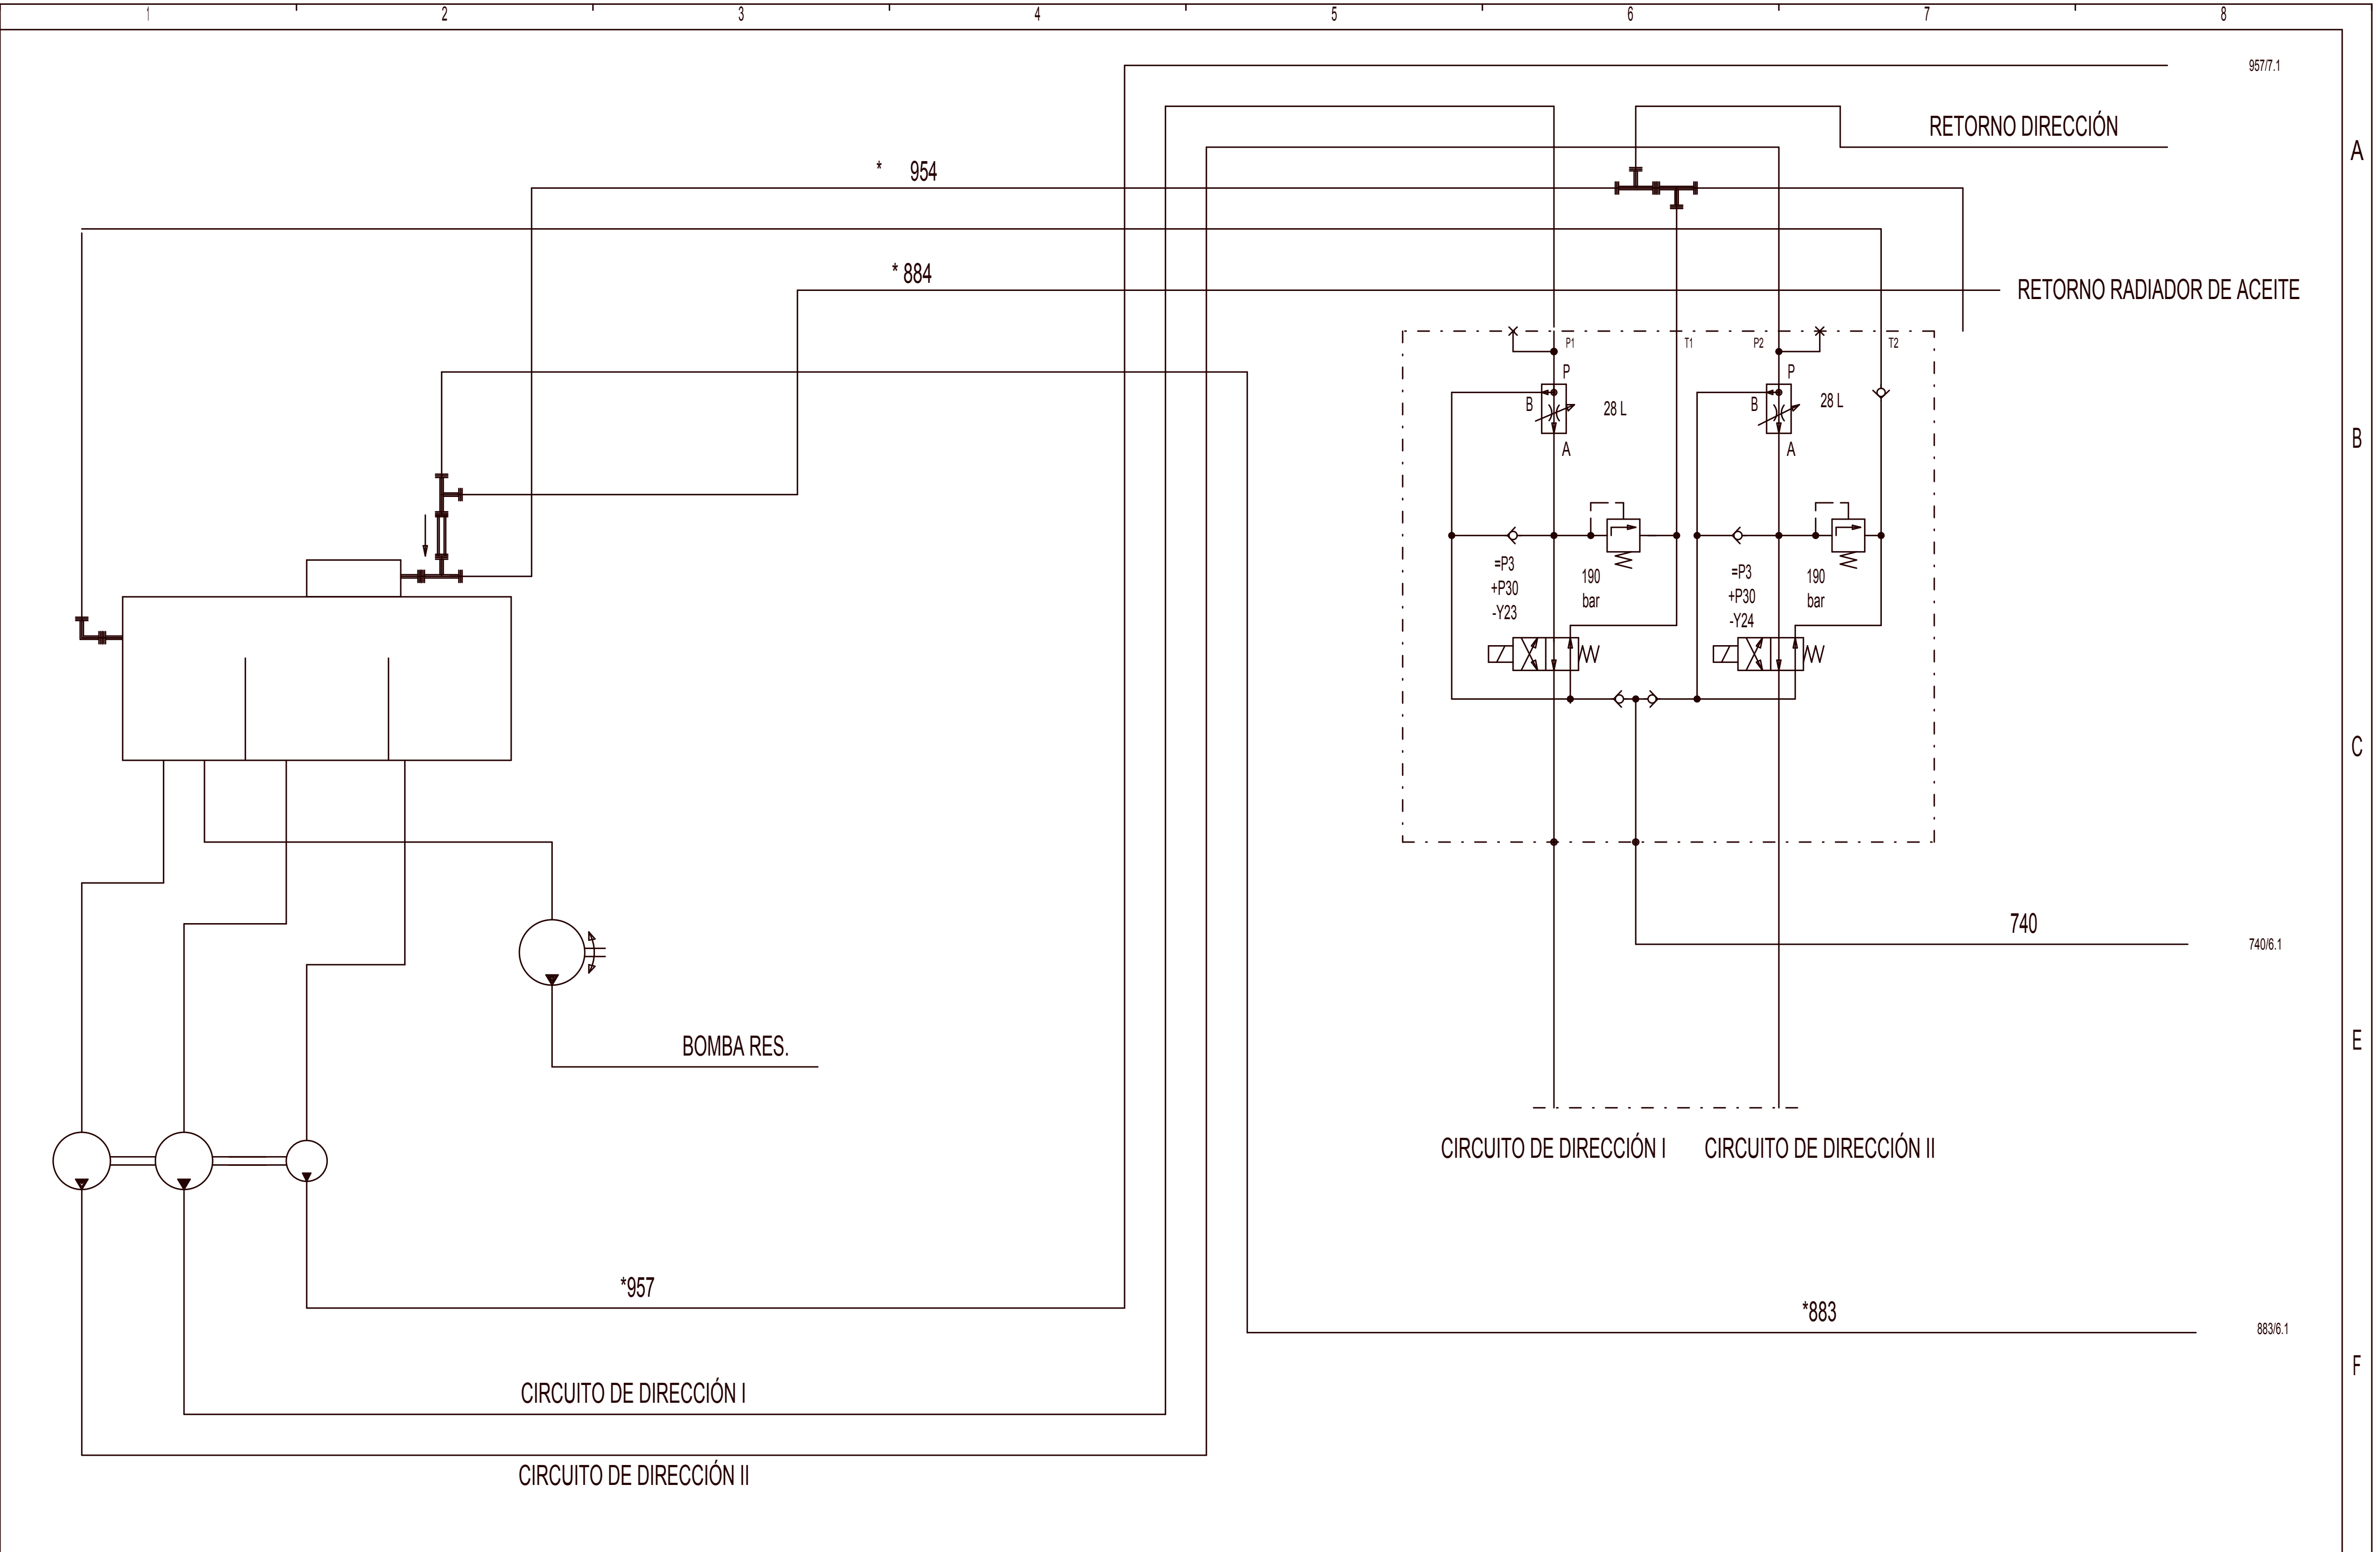 1 2 3 4 5 6 7 8
957/7.1
RETORNO DIRECCIÓN
A
* 954
* 884
RETORNO RADIADOR DE ACEITE
P1 T1 P2 T2
P P
B 28 L B 28 L
B
A A
=P3 190 =P3 190
+P30 bar +P30 bar
-Y23 -Y24
C
740
740/6.1
BOMBA RES.
E
CIRCUITO DE DIRECCIÓN I CIRCUITO DE DIRECCIÓN II
*957
*883
883/6.1
F
CIRCUITO DE DIRECCIÓN I
CIRCUITO DE DIRECCIÓN II